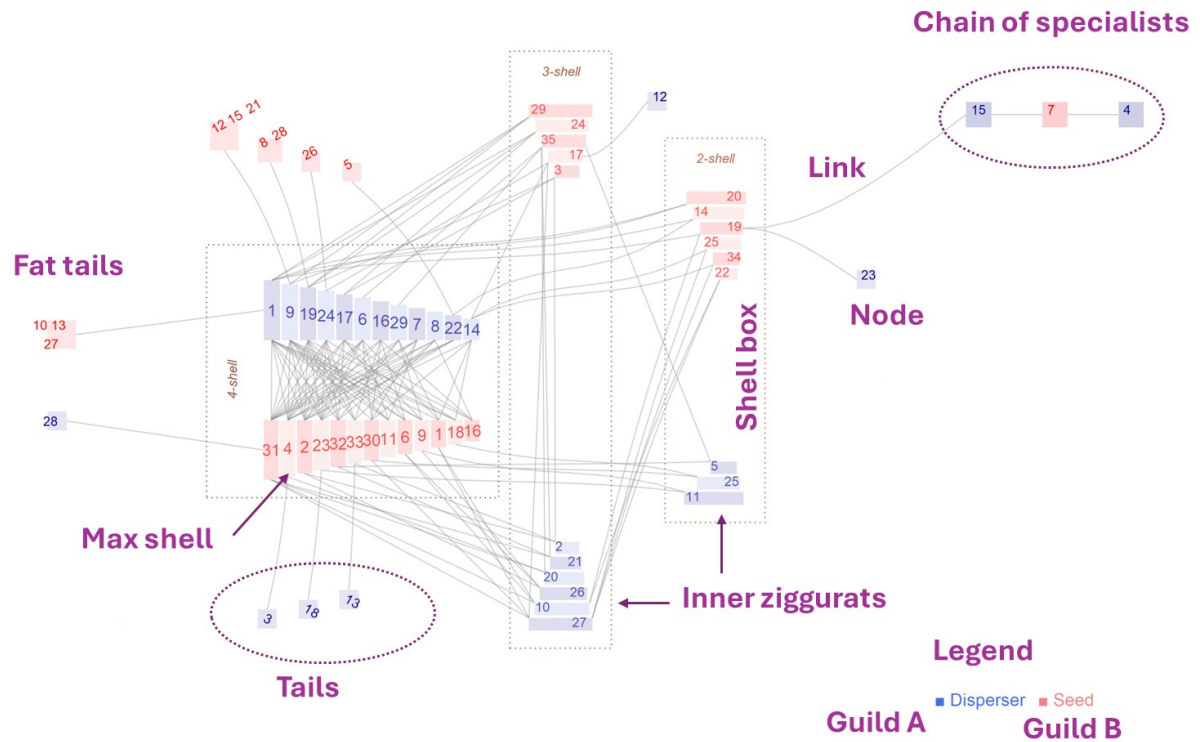 Chain of specialists
3-shell
29
24
35
17
3
12
15 7 4
12 15 21
8 28
26
5
2-shell
20
14
19
25
34
22
Link
Fat tails
10 13
27
4-shell
1 9 19 24 17 6 16 29 7 8 22 14
23
Node
Shell box
28
31 4 2 23 32 33 30 11 6 9 1 18 16
5
25
11
Max shell
2
21
20
26
10
27
Inner ziggurats
3 18 13
Tails
Legend
Disperser Seed
Guild A Guild B